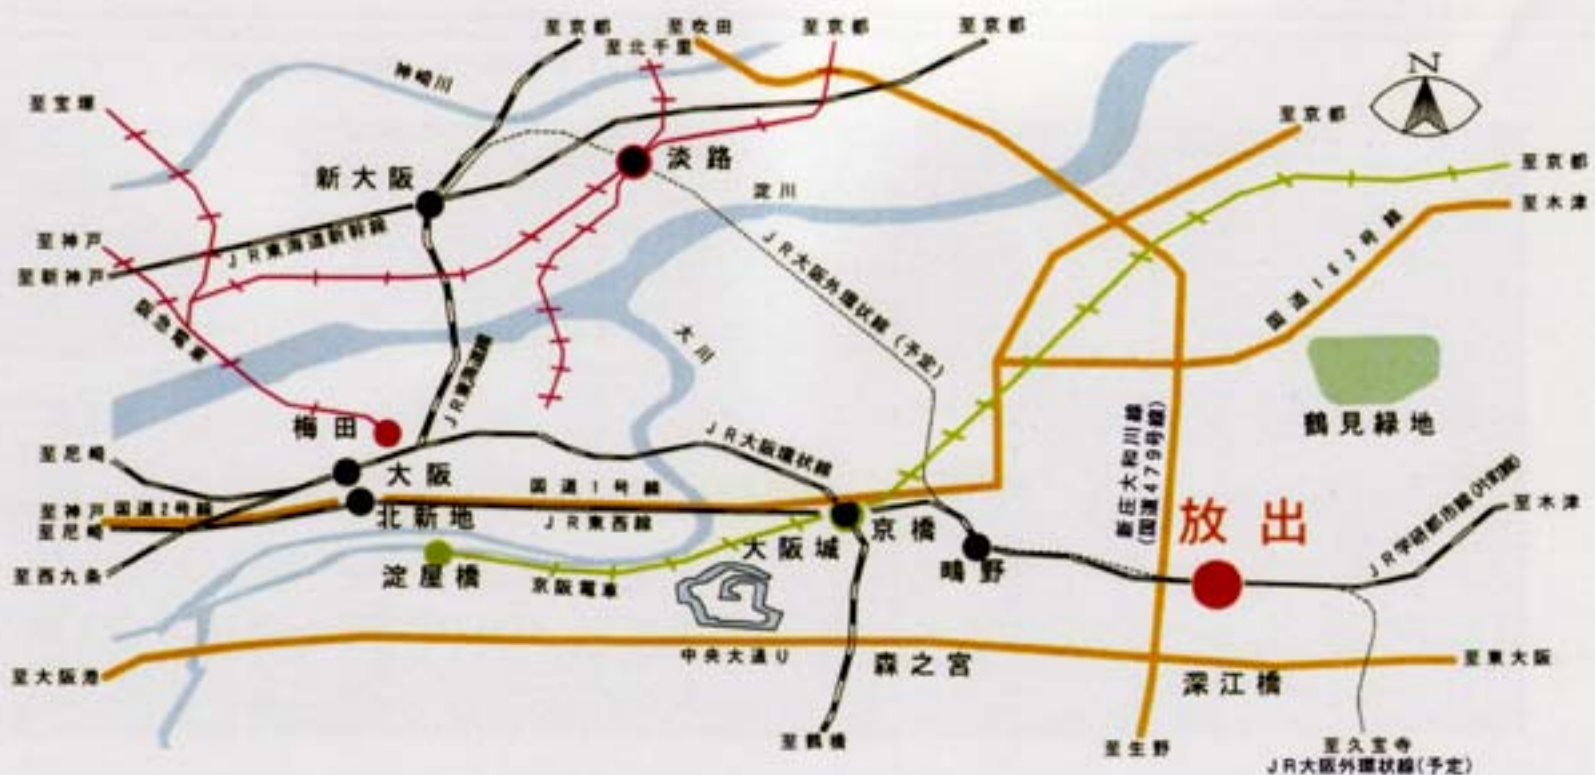 至京都
至吹田
至京都
至京都
至北千里
N
神崎川
至宝塚
至京都
淡路
至京都
新大阪
淀川
至木津
至神戸
JR東海道新幹線
至新神戸
JR大阪外環状線(予定)
国道163号線
阪急電車
大川
JR東海道線
鶴見緑地
梅田
JR大阪環状線
新庄大和川線
(国道479号線)
至尼崎
大阪
国道1号線
JR学研都市線(片町線)
至神戸
国道2号線
北新地
JR東西線
京橋
放出
至木津
至尼崎
大阪城
鴫野
至西九条
淀屋橋
京阪電車
中央大通り
森之宮
至東大阪
至大阪港
深江橋
至鶴橋
至生野
至久宝寺
JR大阪外環状線(予定)